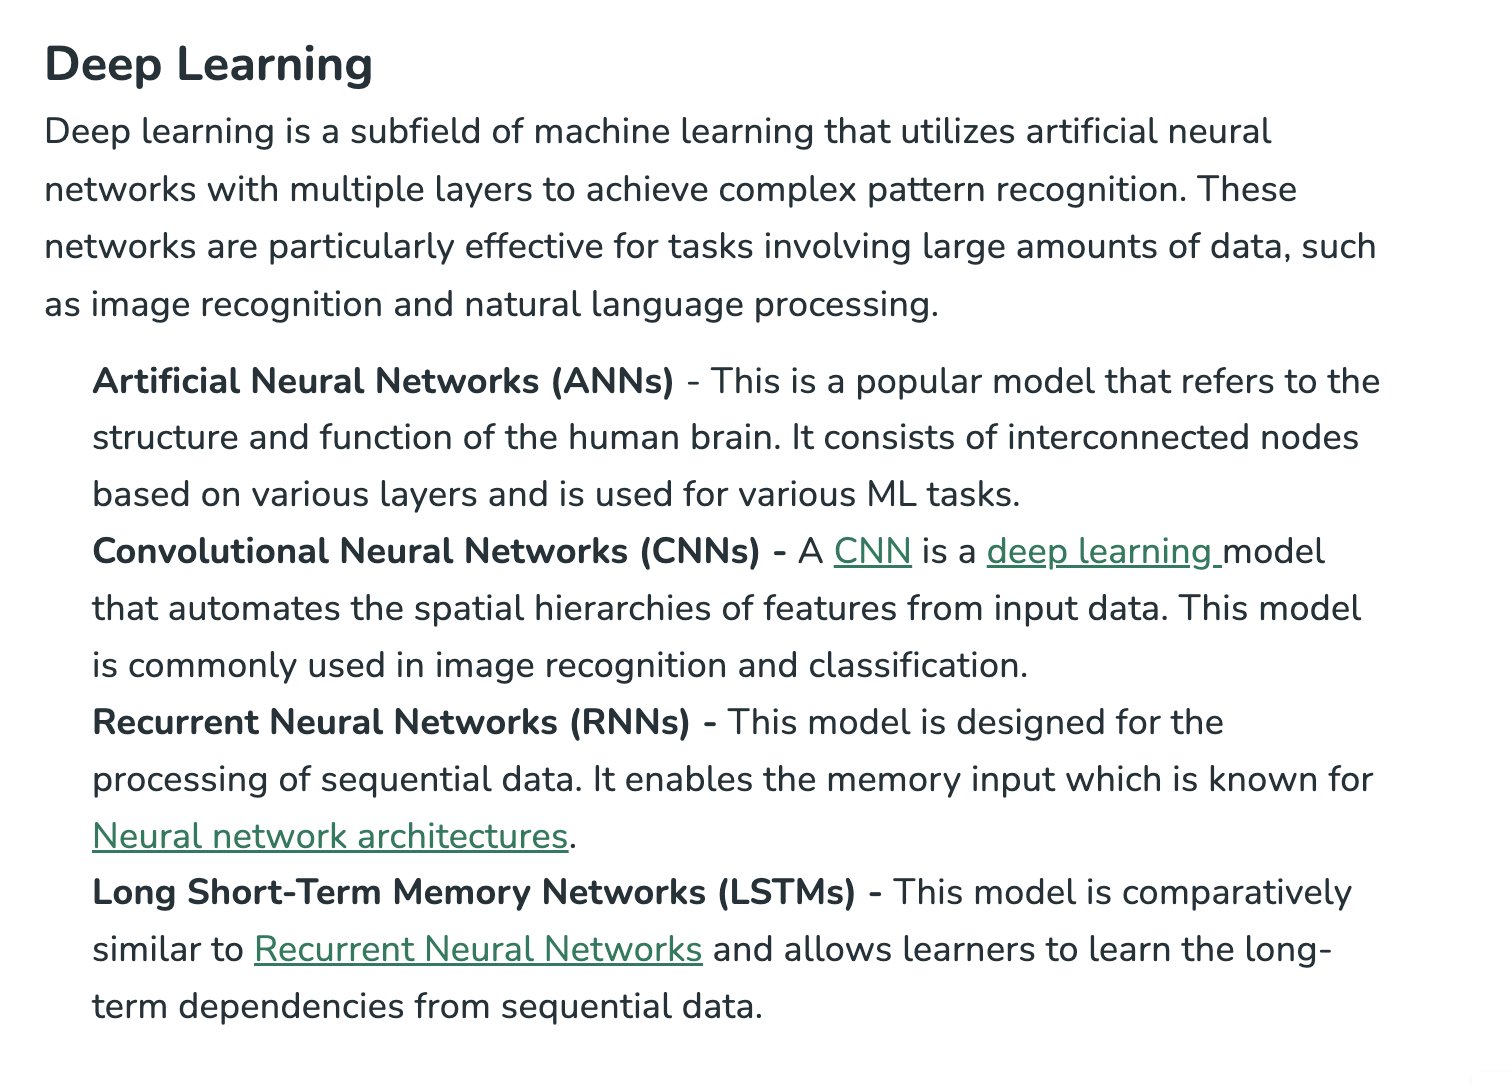 Deep Learning
Deep learning is a subfield of machine learning that utilizes artificial neural
networks with multiple layers to achieve complex pattern recognition. These
networks are particularly effective for tasks involving large amounts of data, such
as image recognition and natural language processing.
Artificial Neural Networks (ANNs) - This is a popular model that refers to the
structure and function of the human brain. It consists of interconnected nodes
based on various layers and is used for various ML tasks.
Convolutional Neural Networks (CNNs) - A CNN is a deep learning model
that automates the spatial hierarchies of features from input data. This model
is commonly used in image recognition and classification.
Recurrent Neural Networks (RNNs) - This model is designed for the
processing of sequential data. It enables the memory input which is known for
Neural network architectures.
Long Short-Term Memory Networks (LSTMs) - This model is comparatively
similar to Recurrent Neural Networks and allows learners to learn the long-
term dependencies from sequential data.